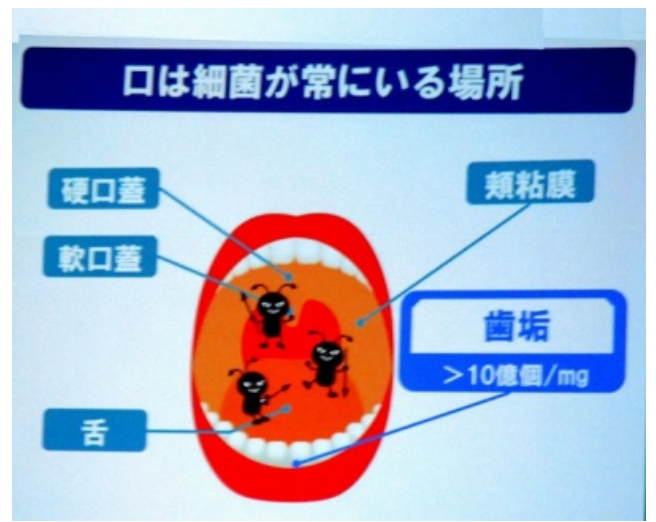 口は細菌が常にいる場所
硬口蓋
頬粘膜
軟口蓋
歯垢
>10億個/mg
舌